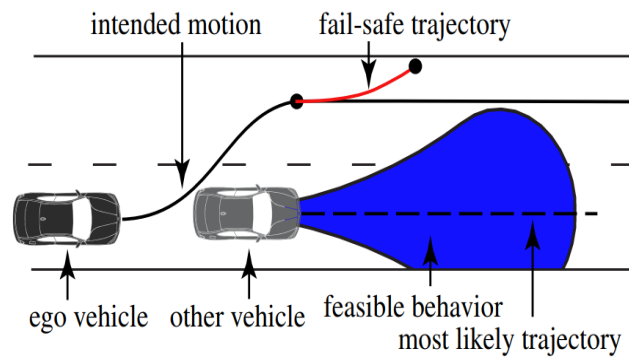 intended motion
fail-safe trajectory
ego vehicle
other vehicle
feasible behavior
most likely trajectory